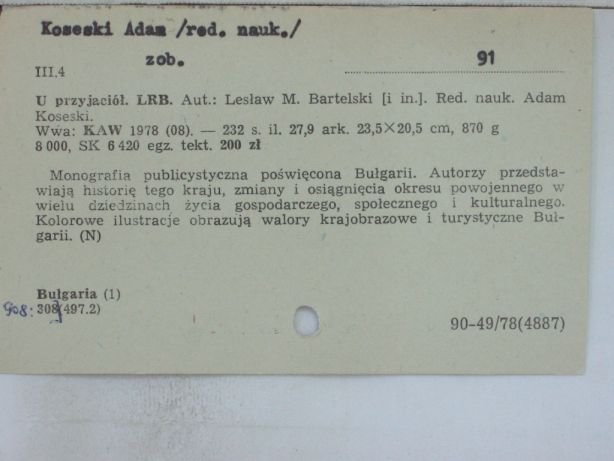 Koseski Adam /red. nauk./
zob.
91
III.4
U przyjaciół. LRB. Aut.: Lesław M. Bartelski [i in.]. Red. nauk. Adam
Koseski.
Wwa: KAW 1978 (08). — 232 s. il. 27,9 ark. 23,5×20,5 cm, 870 g
8 000, SK 6 420 egz. tekt. 200 zł
Monografia publicystyczna poświęcona Bułgarii. Autorzy przedsta-
wiają historię tego kraju, zmiany i osiągnięcia okresu powojennego w
wielu dziedzinach życia gospodarczego, społecznego i kulturalnego.
Kolorowe ilustracje obrazują walory krajobrazowe i turystyczne Buł-
garii. (N)
Bułgaria (1)
908: 308(497.2)
90-49/78(4887)